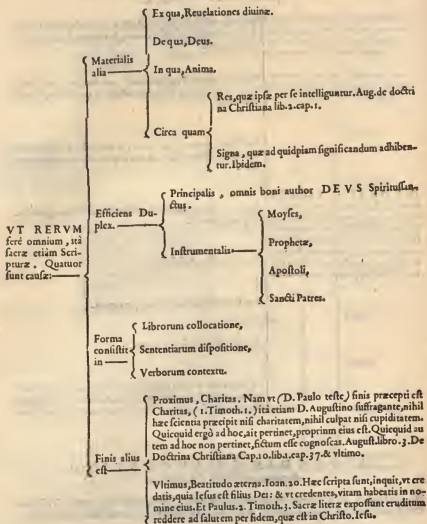 VT RERVM
ferè omnium, ità
sacræ etiàm Scri-
pturæ, Quatuor
sunt causæ:
Materialis
alia
Ex qua, Reuelationes diuinæ.
De qua, Deus.
In qua, Anima.
Circa quam
Res, quæ ipsæ per se intelliguntur. Aug. de doctri
na Christiana lib. 2. cap. 1.
Signa, quæ ad quidpiam significandum adhiben-
tur. Ibidem.
Efficiens Du-
plex.
Principalis, omnis boni author DEVS Spiritussan-
ctus.
Instrumentalis
Moyses,
Prophetæ,
Apostoli,
Sancti Patres.
Forma
consistit
in
Librorum collocatione,
Sententiarum dispositione,
Verborum contextu.
Finis alius
est
Proximus, Charitas. Nam vt (D. Paulo teste) finis præcepti est
Charitas, (1. Timoth. 1.) ità etiam D. Augustino suffragante, nihil
hæc scientia præcipit nisi charitatem, nihil culpat nisi cupiditatem.
Quicquid ergò ad hoc, ait pertinet, proprium eius est. Quicquid au
tem ad hoc non pertinet, fictum esse cognoscas. August. libro. 3. De
Doctrina Christiana Cap. 10. lib. 1. cap. 37. & vltimo.
Vltimus, Beatitudo æterna. Ioan. 20. Hæc scripta sunt, inquit, vt cre
datis, quia Iesus est filius Dei: & vt credentes, vitam habeatis in no
mine eius. Et Paulus. 2. Timoth. 3. Sacræ literæ exposfunt eruditum
reddere ad salutem per fidem, quæ est in Christo. Iesu.